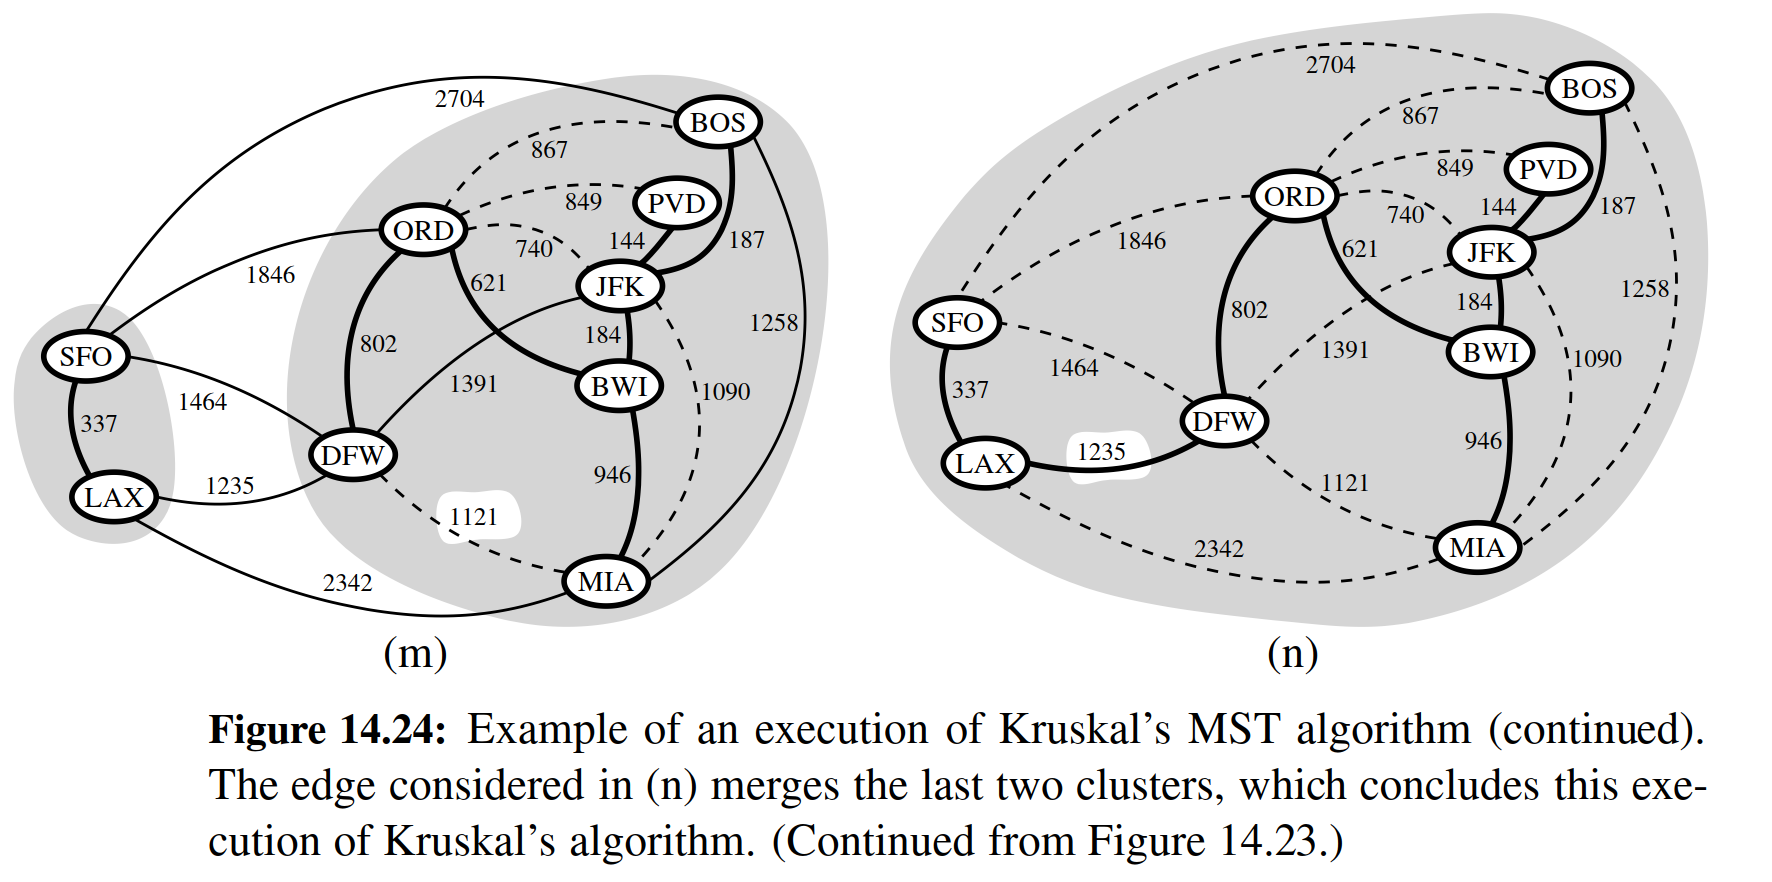 2704
BOS
867
PVD
849
ORD
144
187
740
JFK
1846
621
1258
SFO
802
184
BWI
1391
1090
1464
337
DFW
1235
946
LAX
1121
MIA
2342
(m)
2704
BOS
867
PVD
849
ORD
144
187
740
JFK
1846
621
1258
SFO
802
184
BWI
1391
1090
1464
337
DFW
1235
946
LAX
1121
MIA
2342
(n)
Figure 14.24: Example of an execution of Kruskal’s MST algorithm (continued).
The edge considered in (n) merges the last two clusters, which concludes this exe-
cution of Kruskal’s algorithm. (Continued from Figure 14.23.)